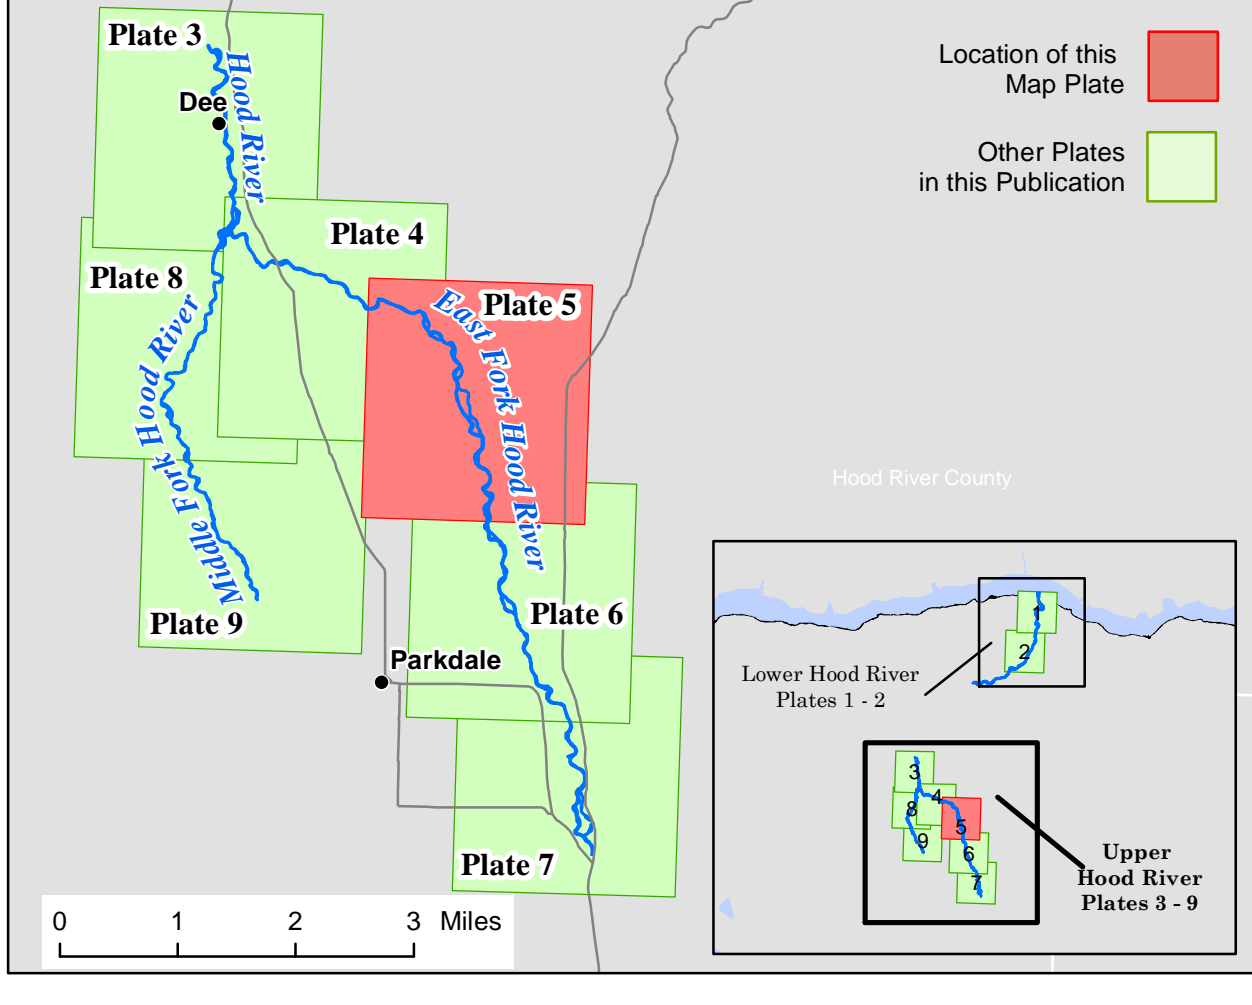 Plate 3
Hood River
Dee
Location of this
Map Plate
Other Plates
in this Publication
Plate 4
Plate 8
Plate 5
East Fork Hood River
Middle Fork Hood River
Hood River County
Plate 9
Plate 6
Parkdale
Plate 7
0 1 2 3 Miles
1
2
Lower Hood River
Plates 1 - 2
3
4
8
5
9
6
7
Upper
Hood River
Plates 3 - 9